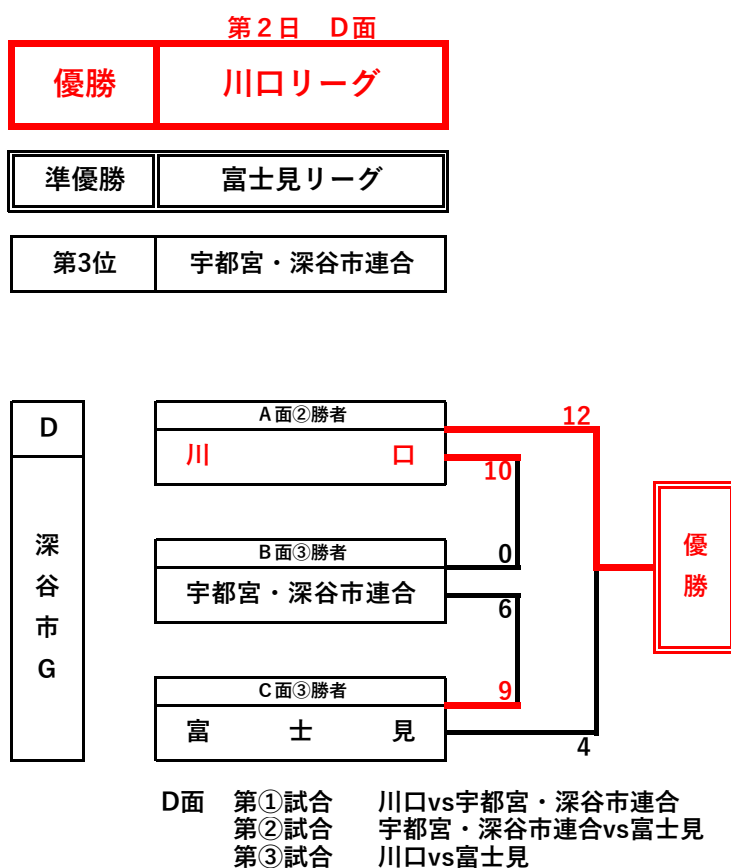 第２日　Ｄ面
優勝　川口リーグ
準優勝　富士見リーグ
第3位　宇都宮・深谷市連合
D
深谷市G
Ａ面②勝者
川　口
12
10
Ｂ面③勝者
宇都宮・深谷市連合
0
6
Ｃ面③勝者
富　士　見
9
4
優勝
D面　第①試合　川口vs宇都宮・深谷市連合
第②試合　宇都宮・深谷市連合vs富士見
第③試合　川口vs富士見